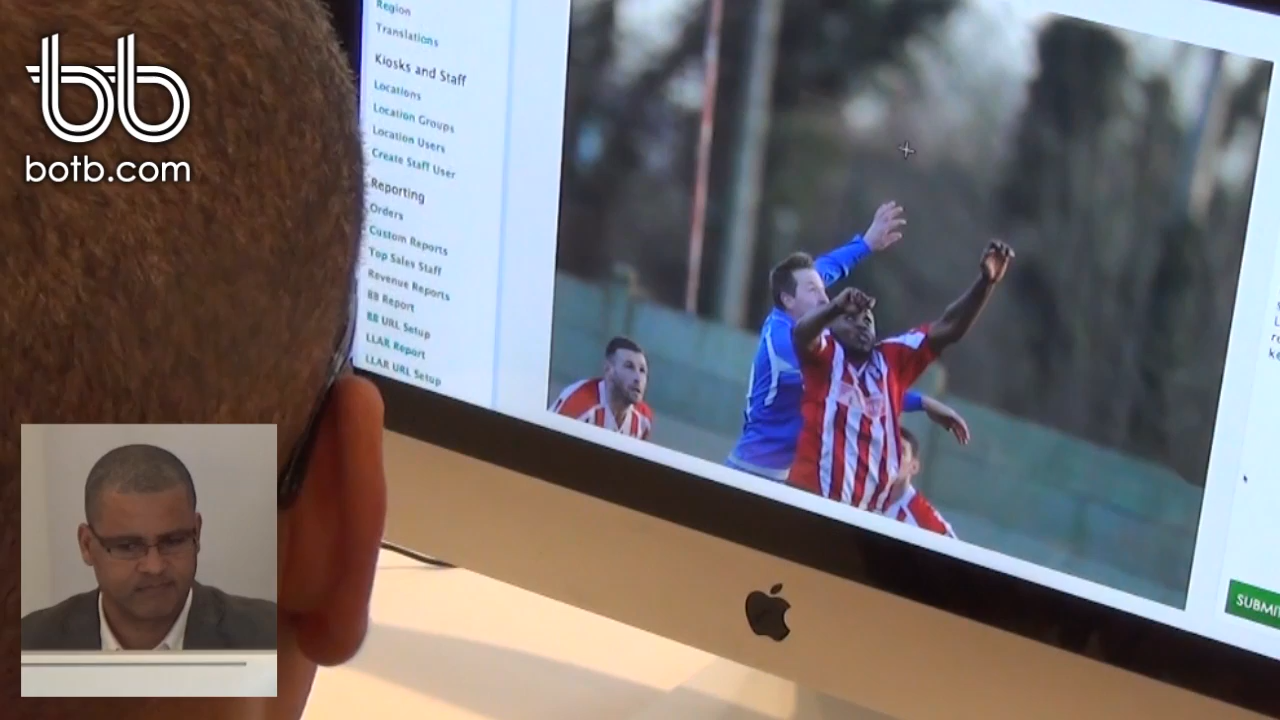 bb
botb.com
Region
Translations
Kiosks and Staff
Locations
Location Groups
Location Users
Create Staff User
Reporting
Orders
Custom Reports
Top Sales Staff
Revenue Reports
BB Report
BB URL Setup
LLAR Report
LLAR URL Setup
SUBMIT